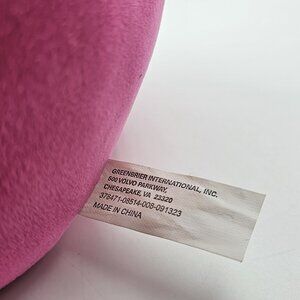 GREENBRIER INTERNATIONAL, INC.
500 VOLVO PARKWAY,
CHESAPEAKE, VA 23320
378471-08514-008-091323
MADE IN CHINA